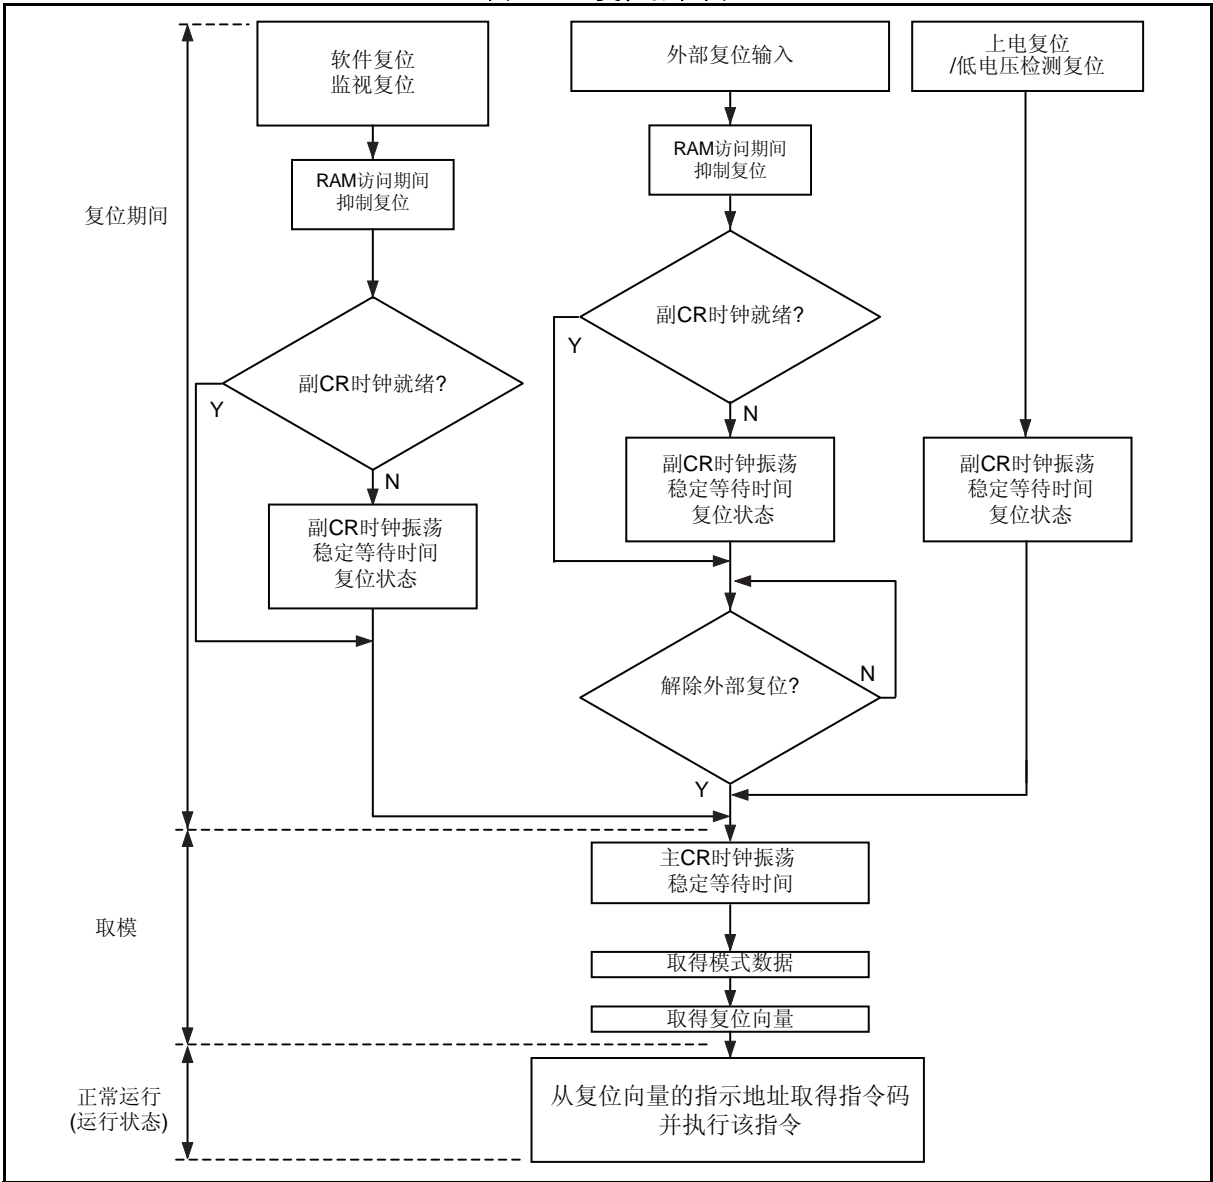 软件复位
监视复位
外部复位输入
上电复位
/低电压检测复位
RAM访问期间
抑制复位
RAM访问期间
抑制复位
复位期间
副CR时钟就绪?
Y
N
副CR时钟就绪?
Y
N
副CR时钟振荡
稳定等待时间
复位状态
副CR时钟振荡
稳定等待时间
复位状态
副CR时钟振荡
稳定等待时间
复位状态
解除外部复位?
N
Y
主CR时钟振荡
稳定等待时间
取模
取得模式数据
取得复位向量
正常运行
(运行状态)
从复位向量的指示地址取得指令码
并执行该指令